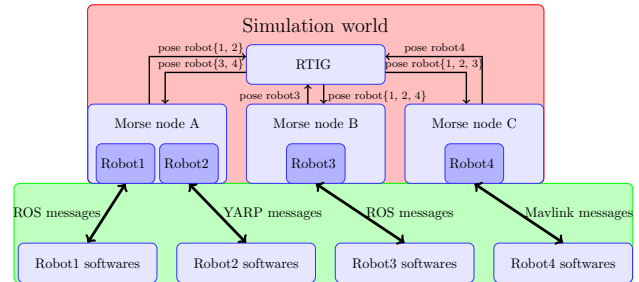 Simulation world
pose robot{1, 2}
pose robot4
RTIG
pose robot{3, 4}
pose robot{1, 2, 3}
pose robot3
pose robot{1, 2, 4}
Morse node A
Morse node B
Morse node C
Robot1
Robot2
Robot3
Robot4
ROS messages
YARP messages
ROS messages
Mavlink messages
Robot1 softwares
Robot2 softwares
Robot3 softwares
Robot4 softwares